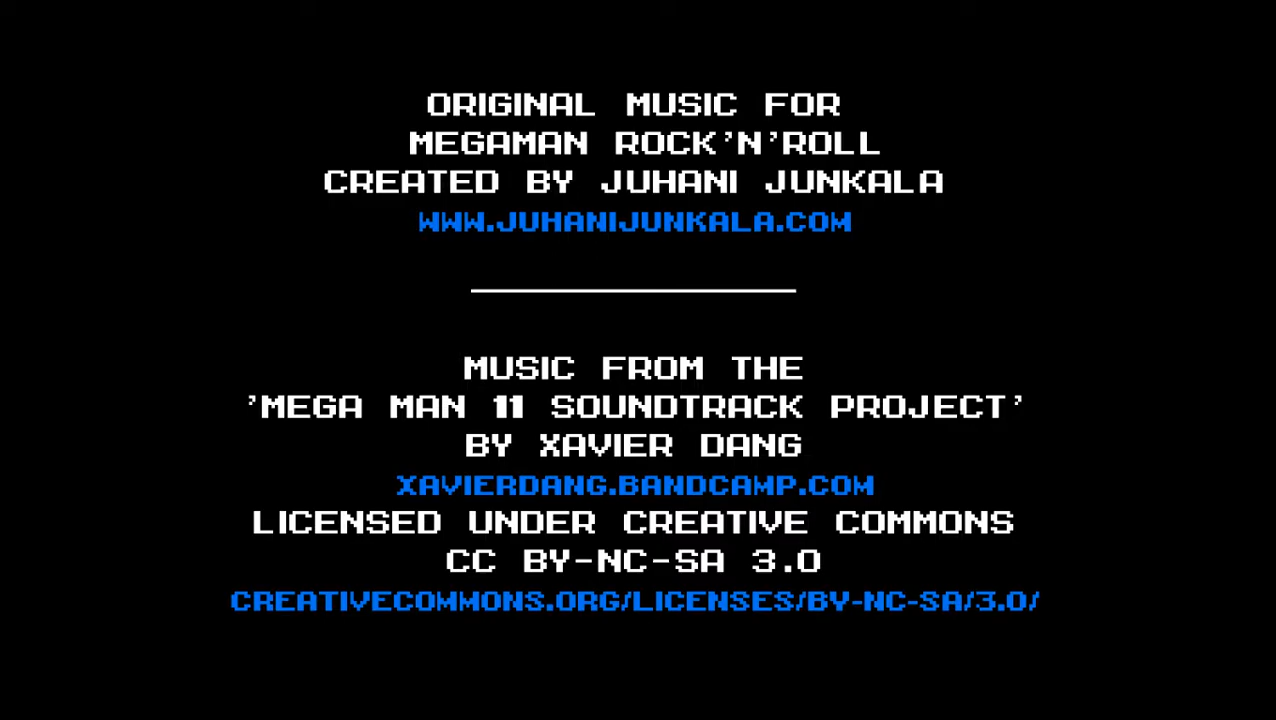 ORIGINAL MUSIC FOR
MEGAMAN ROCK'N'ROLL
CREATED BY JUHANI JUNKALA
WWW.JUHANIJUNKALA.COM
MUSIC FROM THE
'MEGA MAN 11 SOUNDTRACK PROJECT'
BY XAVIER DANG
XAVIERDANG.BANDCAMP.COM
LICENSED UNDER CREATIVE COMMONS
CC BY-NC-SA 3.0
CREATIVECOMMONS.ORG/LICENSES/BY-NC-SA/3.0/